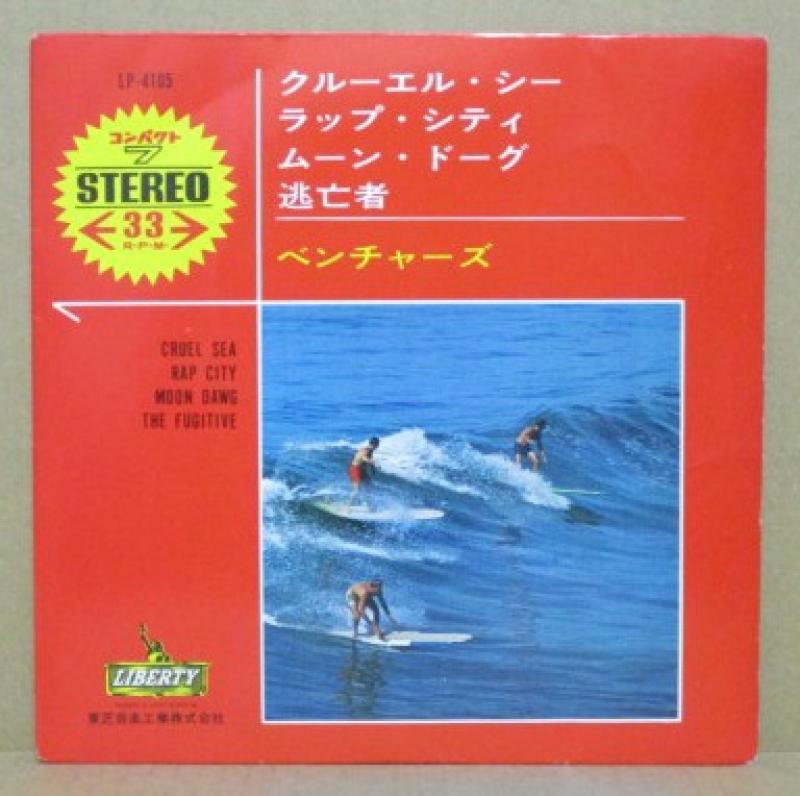 LP-4105
コンパクト
7
STEREO
33
R·P·M·
クルーエル・シー
ラップ・シティ
ムーン・ドーグ
逃亡者
ベンチャーズ
CRUEL SEA
RAP CITY
MOON DAWG
THE FUGITIVE
LIBERTY
東芝音楽工業株式会社